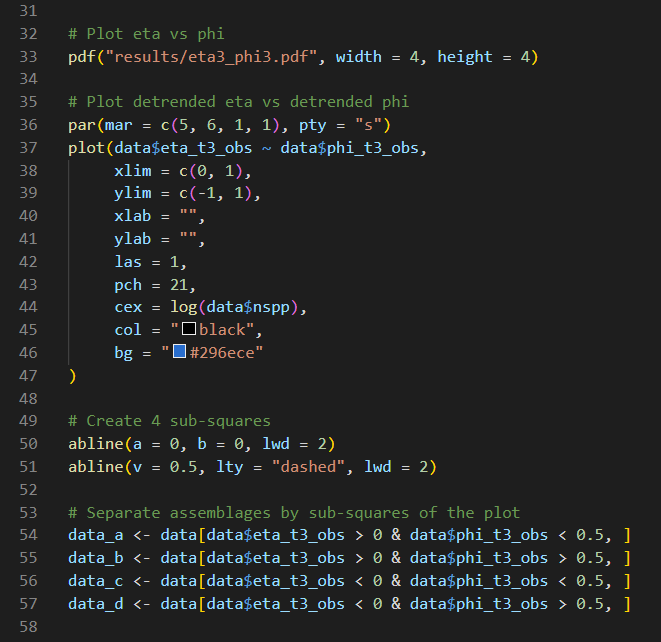 31
32 # Plot eta vs phi
33 pdf("results/eta3_phi3.pdf", width = 4, height = 4)
34
35 # Plot detrended eta vs detrended phi
36 par(mar = c(5, 6, 1, 1), pty = "s")
37 plot(data$eta_t3_obs ~ data$phi_t3_obs,
38 xlim = c(0, 1),
39 ylim = c(-1, 1),
40 xlab = "",
41 ylab = "",
42 las = 1,
43 pch = 21,
44 cex = log(data$nspp),
45 col = "black",
46 bg = "#296ece"
47 )
48
49 # Create 4 sub-squares
50 abline(a = 0, b = 0, lwd = 2)
51 abline(v = 0.5, lty = "dashed", lwd = 2)
52
53 # Separate assemblages by sub-squares of the plot
54 data_a <- data[data$eta_t3_obs > 0 & data$phi_t3_obs < 0.5, ]
55 data_b <- data[data$eta_t3_obs > 0 & data$phi_t3_obs > 0.5, ]
56 data_c <- data[data$eta_t3_obs < 0 & data$phi_t3_obs < 0.5, ]
57 data_d <- data[data$eta_t3_obs < 0 & data$phi_t3_obs > 0.5, ]
58